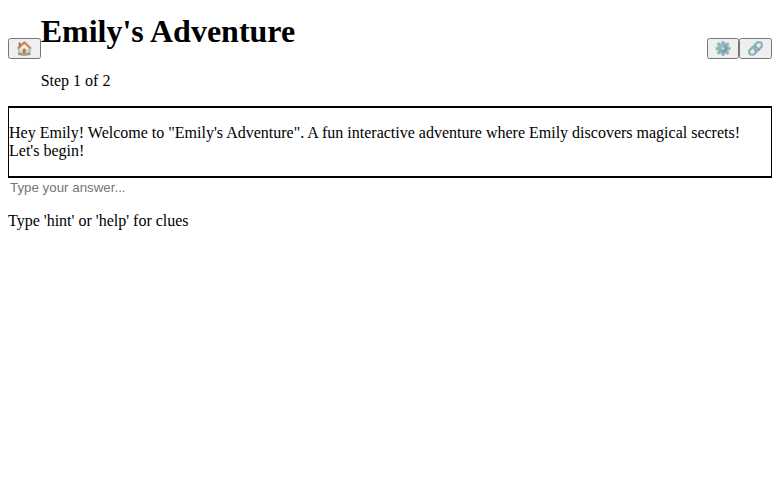 Emily's Adventure
Step 1 of 2
Hey Emily! Welcome to "Emily's Adventure". A fun interactive adventure where Emily discovers magical secrets!
Let's begin!
Type your answer...
Type 'hint' or 'help' for clues